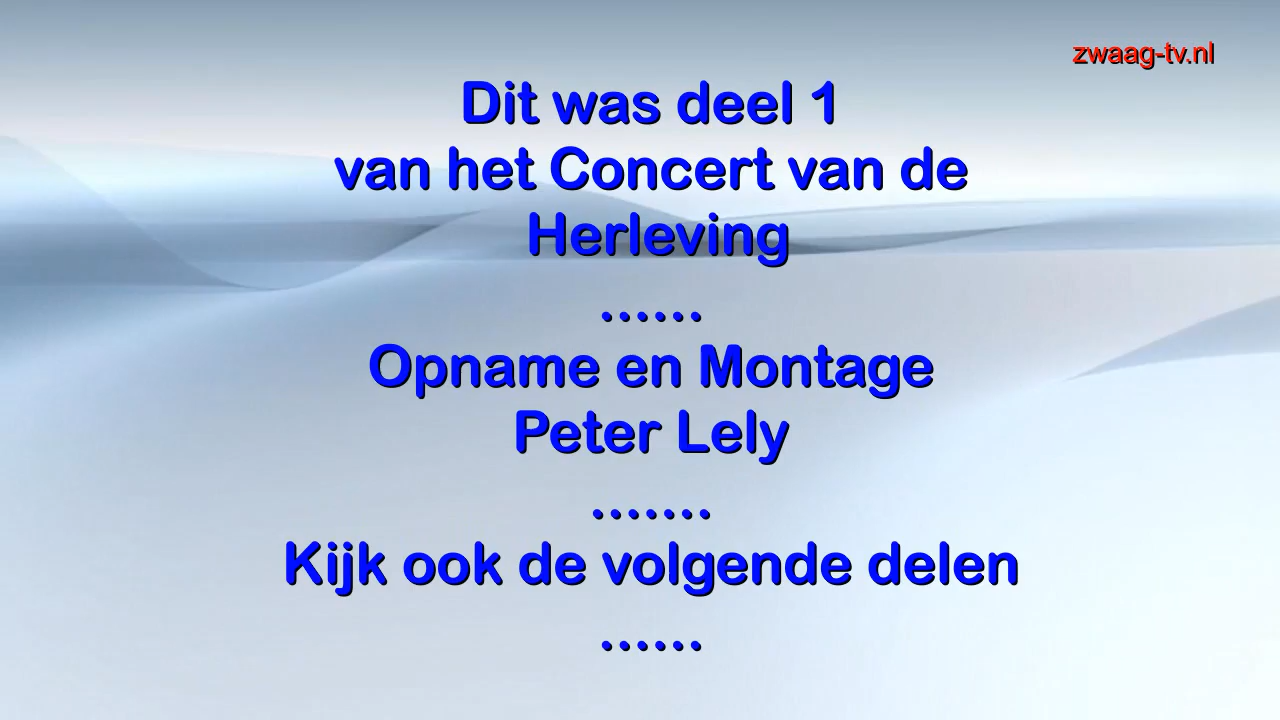 zwaag-tv.nl
Dit was deel 1
van het Concert van de
Herleving
......
Opname en Montage
Peter Lely
.......
Kijk ook de volgende delen
......